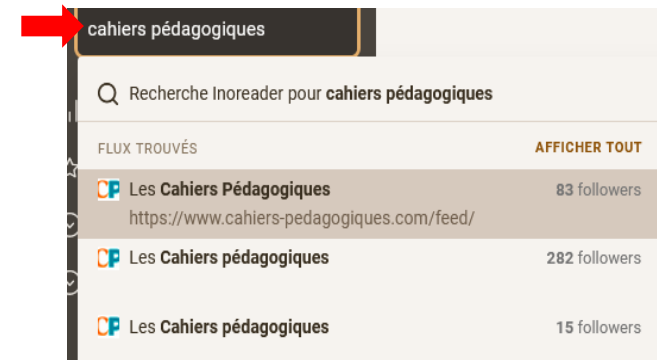 cahiers pédagogiques
Recherche Inoreader pour cahiers pédagogiques
FLUX TROUVÉS AFFICHER TOUT
CP Les Cahiers Pédagogiques 83 followers
https://www.cahiers-pedagogiques.com/feed/
CP Les Cahiers pédagogiques 282 followers
CP Les Cahiers pédagogiques 15 followers